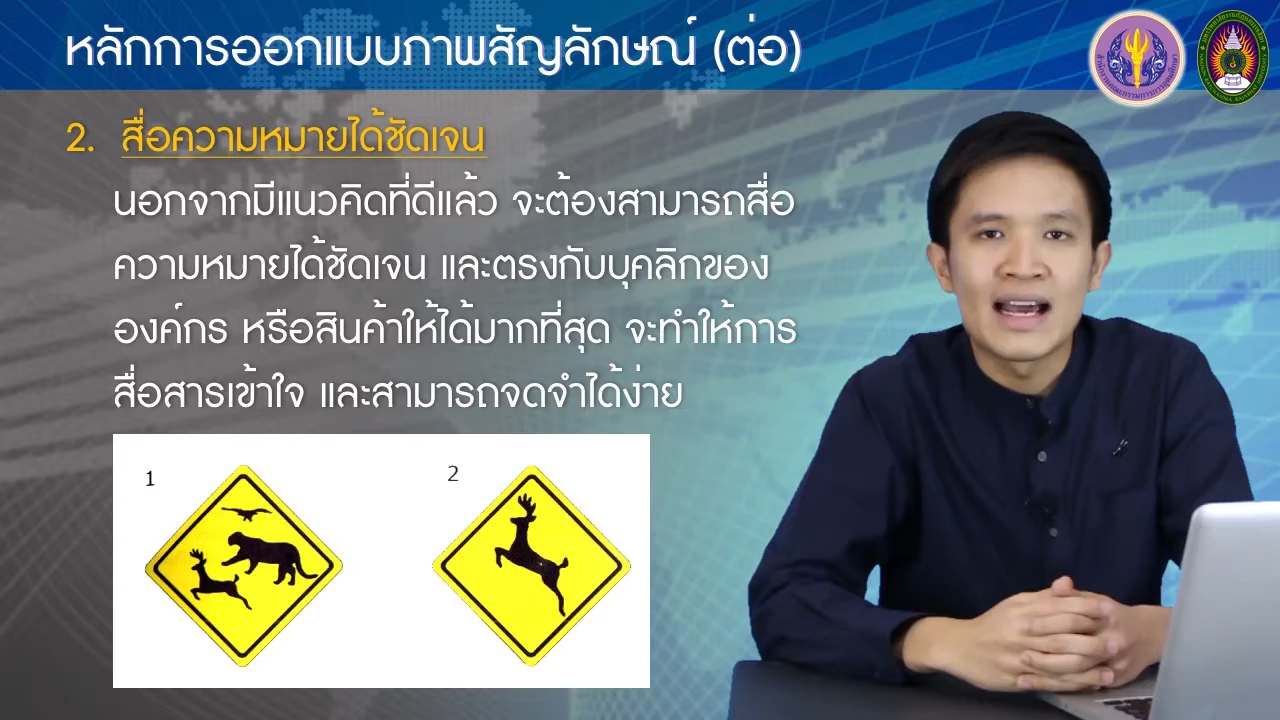 หลักการออกแบบภาพสัญลักษณ์ (ต่อ)
2. สื่อความหมายได้ชัดเจน
นอกจากมีแนวคิดที่ดีแล้ว จะต้องสามารถสื่อ
ความหมายได้ชัดเจน และตรงกับบุคลิกของ
องค์กร หรือสินค้าให้ได้มากที่สุด จะทำให้การ
สื่อสารเข้าใจ และสามารถจดจำได้ง่าย
1
2